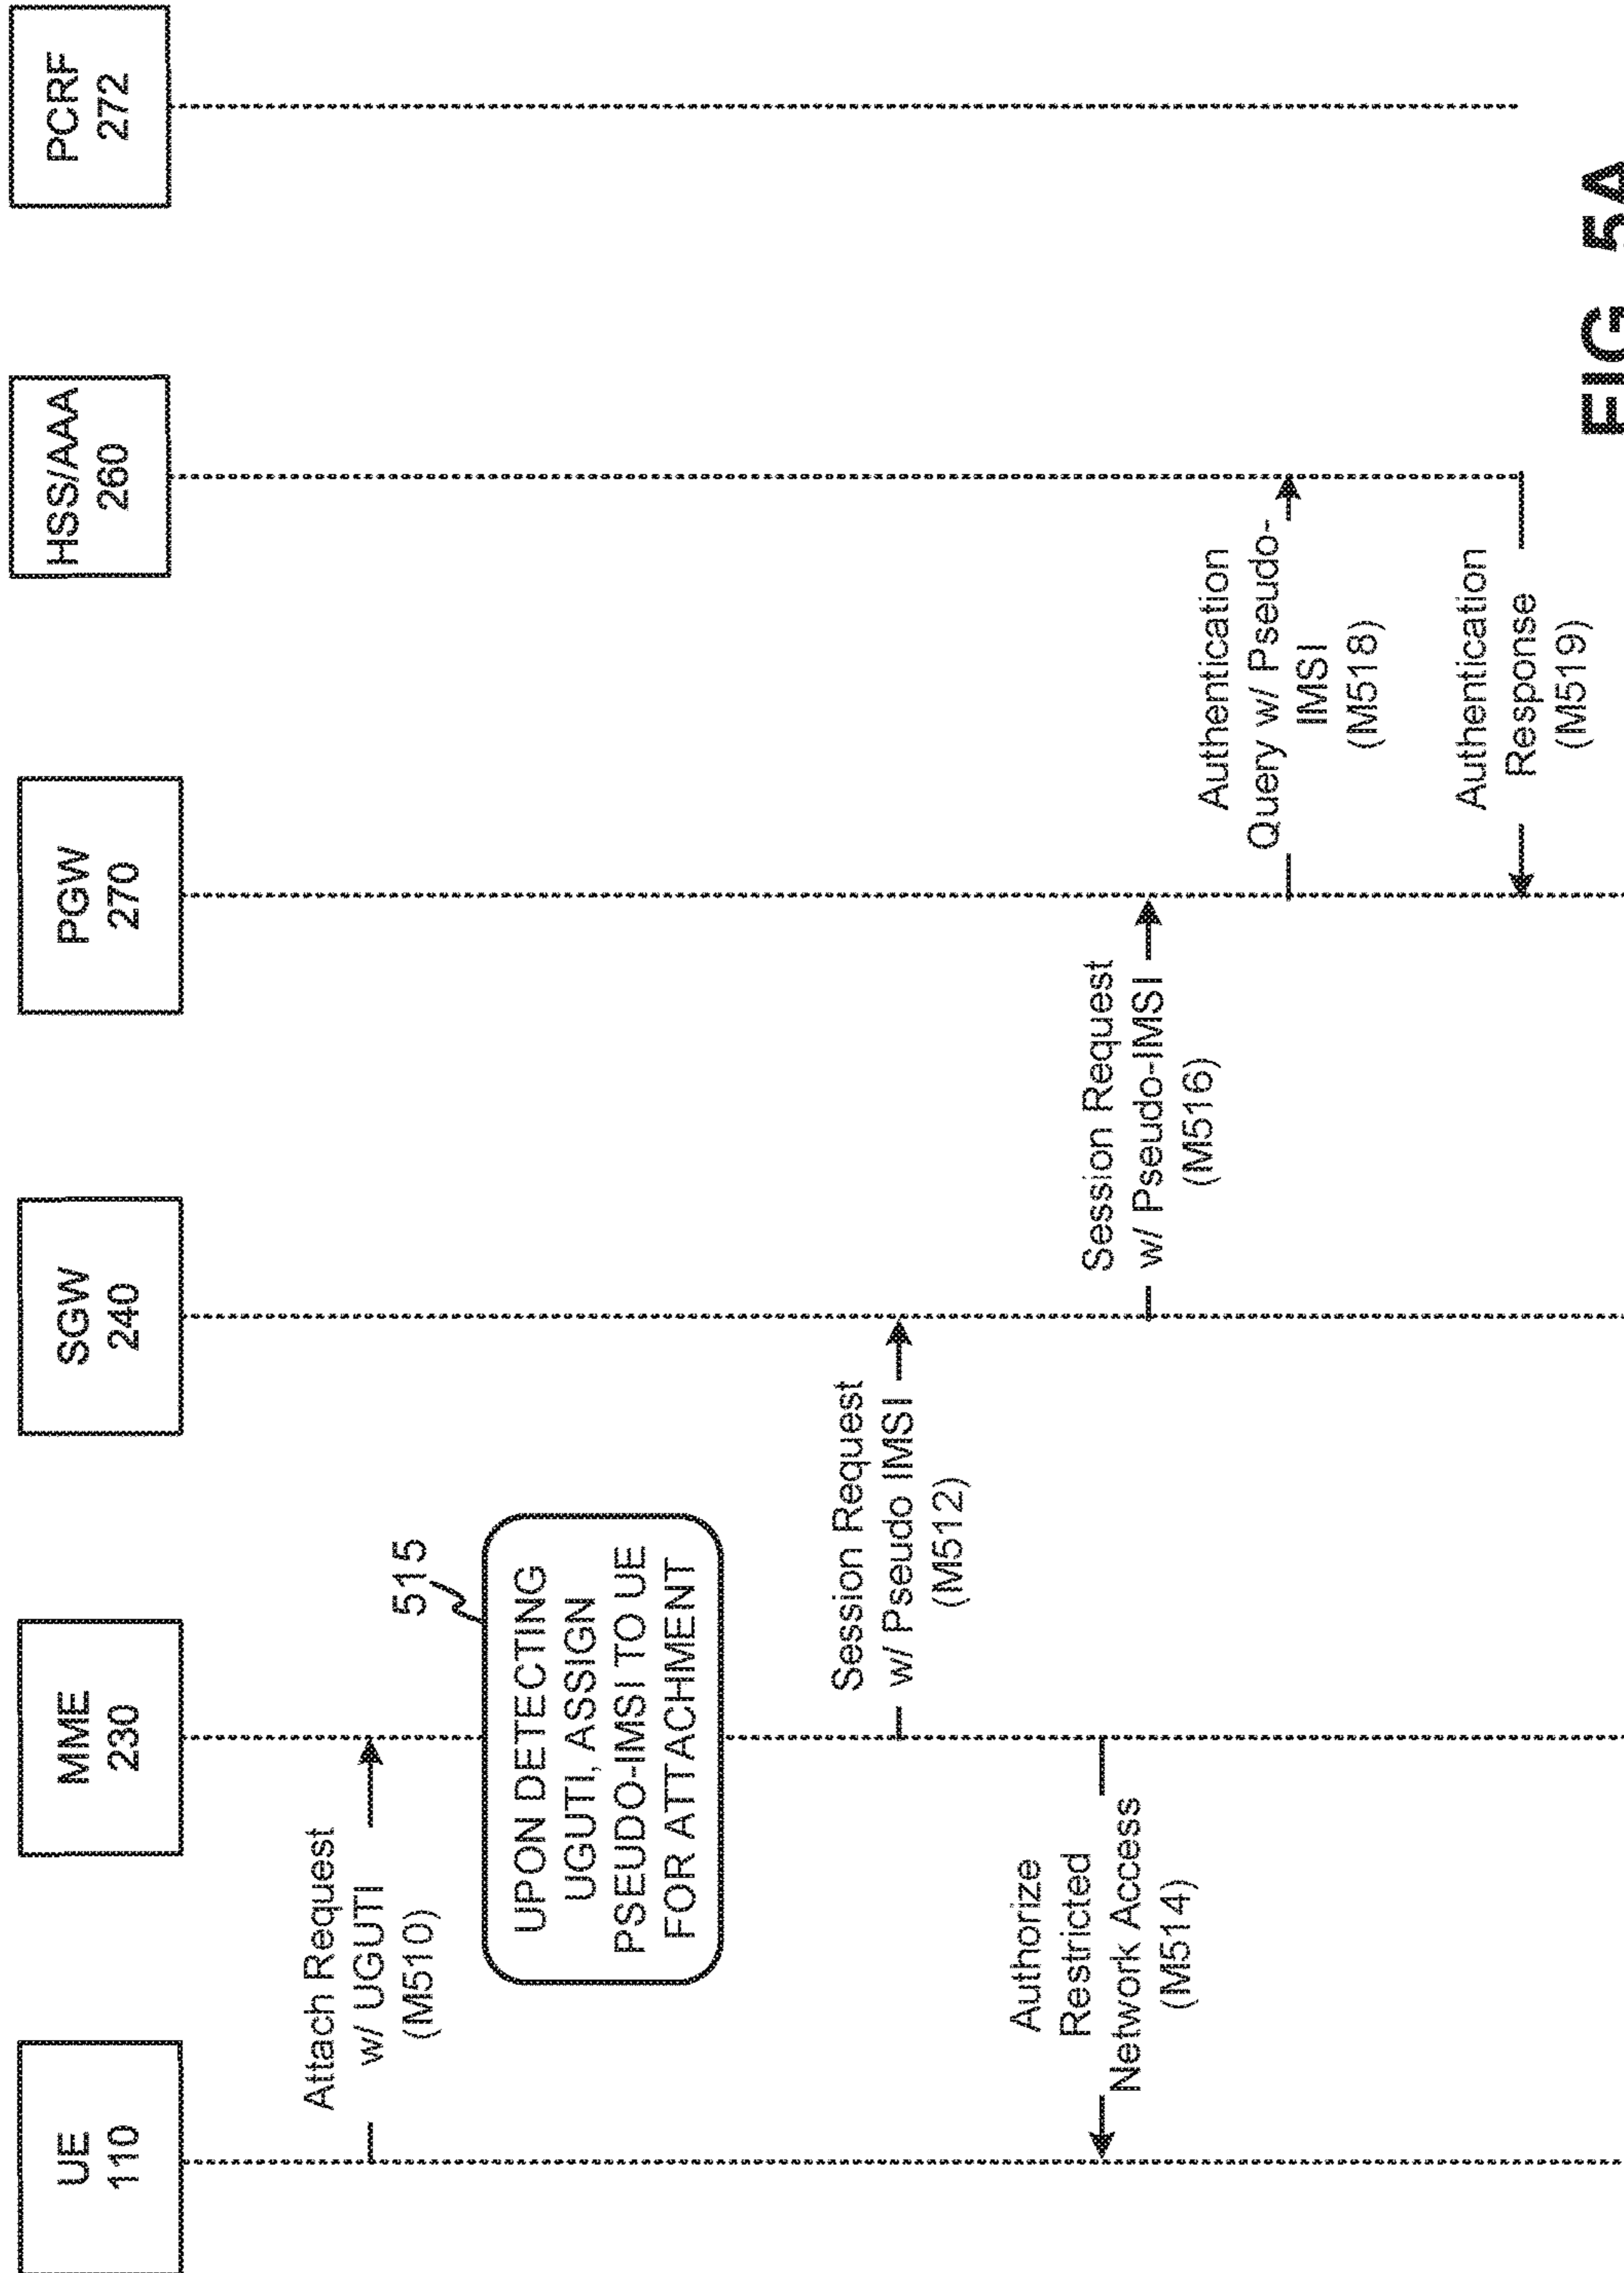 UE
110
MME
230
SGW
240
PGW
270
HSS/AAA
260
PCRF
272
Attach Request
w/ UGUTI
(M510)
515
UPON DETECTING
UGUTI, ASSIGN
PSEUDO-IMSI TO UE
FOR ATTACHMENT
Session Request
w/ Pseudo IMSI
(M512)
Authorize
Restricted
Network Access
(M514)
Session Request
w/ Pseudo-IMSI
(M516)
Authentication
Query w/ Pseudo-
IMSI
(M518)
Authentication
Response
(M519)
FIG. 5A